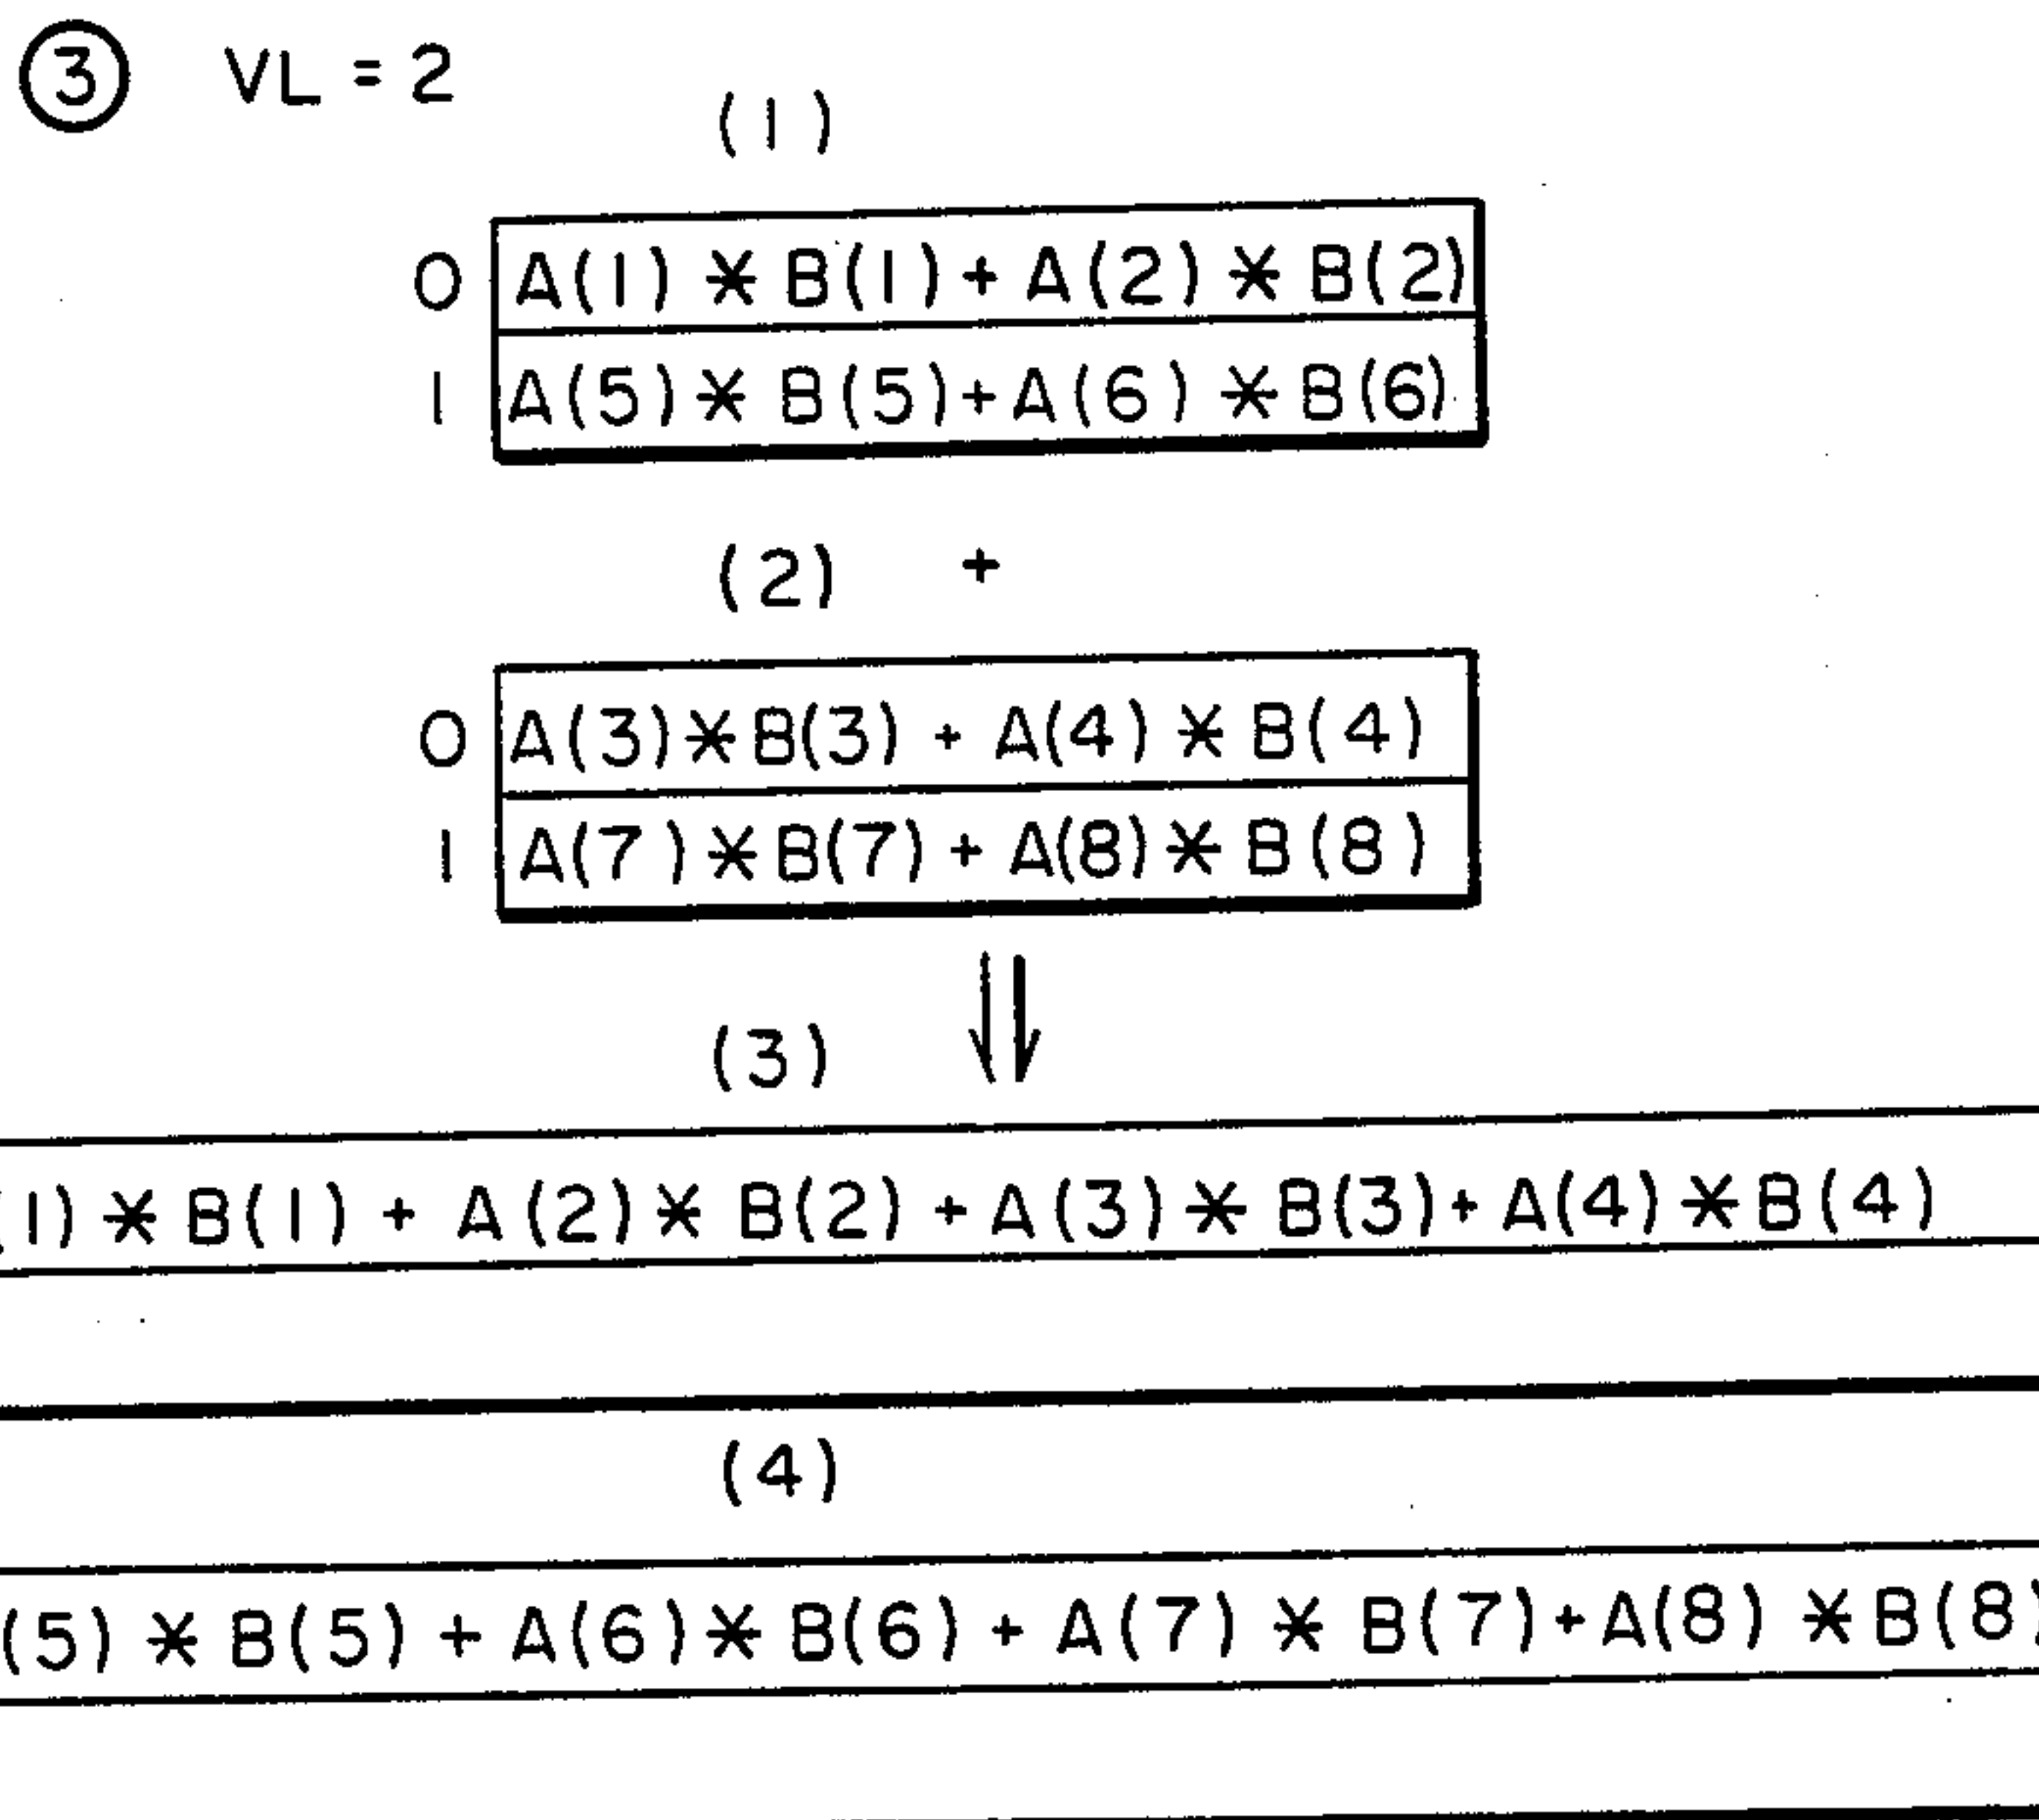 ③ VL = 2
(1)
0 A(1) * B(1) + A(2) * B(2)
1 A(5) * B(5) + A(6) * B(6)
(2) +
0 A(3) * B(3) + A(4) * B(4)
1 A(7) * B(7) + A(8) * B(8)
(3)
(1) * B(1) + A(2) * B(2) + A(3) * B(3) + A(4) * B(4)
(4)
(5) * B(5) + A(6) * B(6) + A(7) * B(7) + A(8) * B(8)